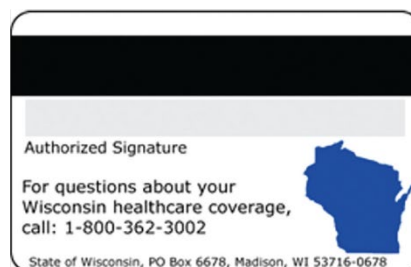 Authorized Signature
For questions about your
Wisconsin healthcare coverage,
call: 1-800-362-3002
State of Wisconsin, PO Box 6678, Madison, WI 53716-0678